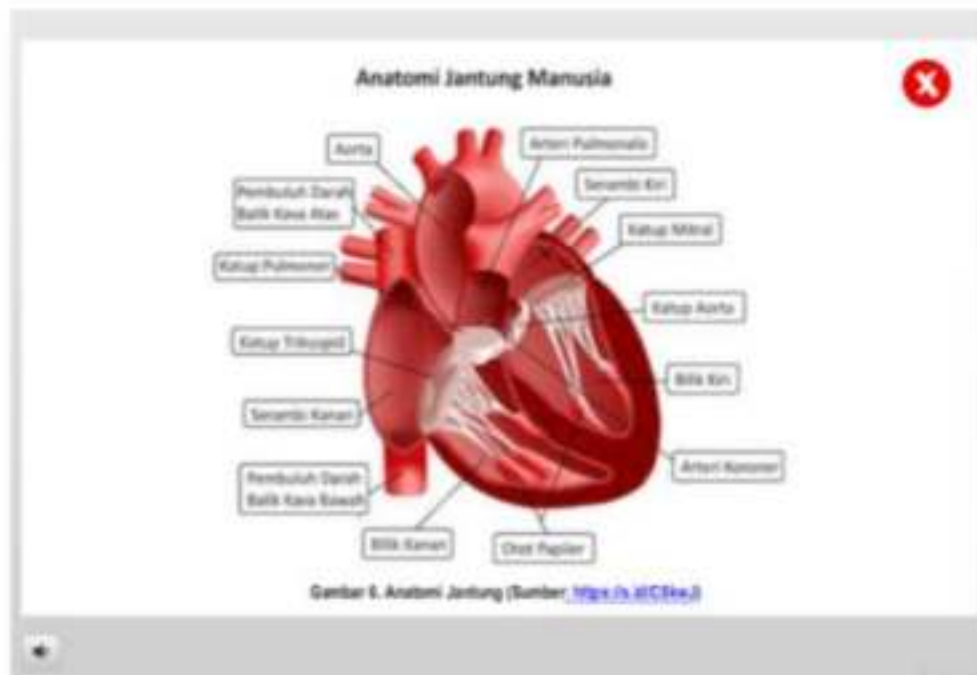 Anatomi Jantung Manusia
Aorta
Arteri Pulmonalis
Pembuluh Darah
Balik Kava Atas
Serambi Kiri
Katup Mitral
Katup Pulmoner
Katup Aorta
Katup Trikuspid
Bilik Kiri
Serambi Kanan
Arteri Koroner
Pembuluh Darah
Balik Kava Bawah
Bilik Kanan
Otot Papiler
Gambar 6. Anatomi Jantung (Sumber: